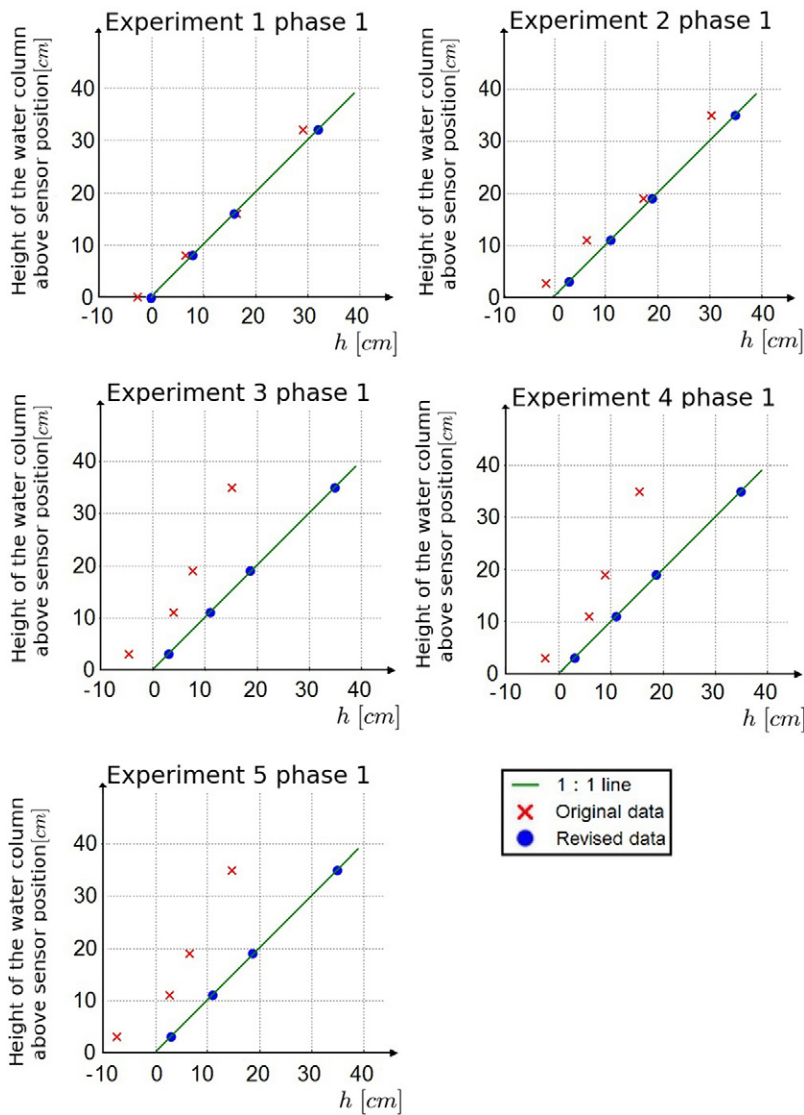 Experiment 1 phase 1
Height of the water column
above sensor position[cm]
40
30
20
10
0
-10 0 10 20 30 40
h [cm]
Experiment 2 phase 1
Height of the water column
above sensor position[cm]
40
30
20
10
0
-10 0 10 20 30 40
h [cm]
Experiment 3 phase 1
Height of the water column
above sensor position[cm]
40
30
20
10
0
-10 0 10 20 30 40
h [cm]
Experiment 4 phase 1
Height of the water column
above sensor position[cm]
40
30
20
10
0
-10 0 10 20 30 40
h [cm]
Experiment 5 phase 1
Height of the water column
above sensor position[cm]
40
30
20
10
0
-10 0 10 20 30 40
h [cm]
1 : 1 line
Original data
Revised data